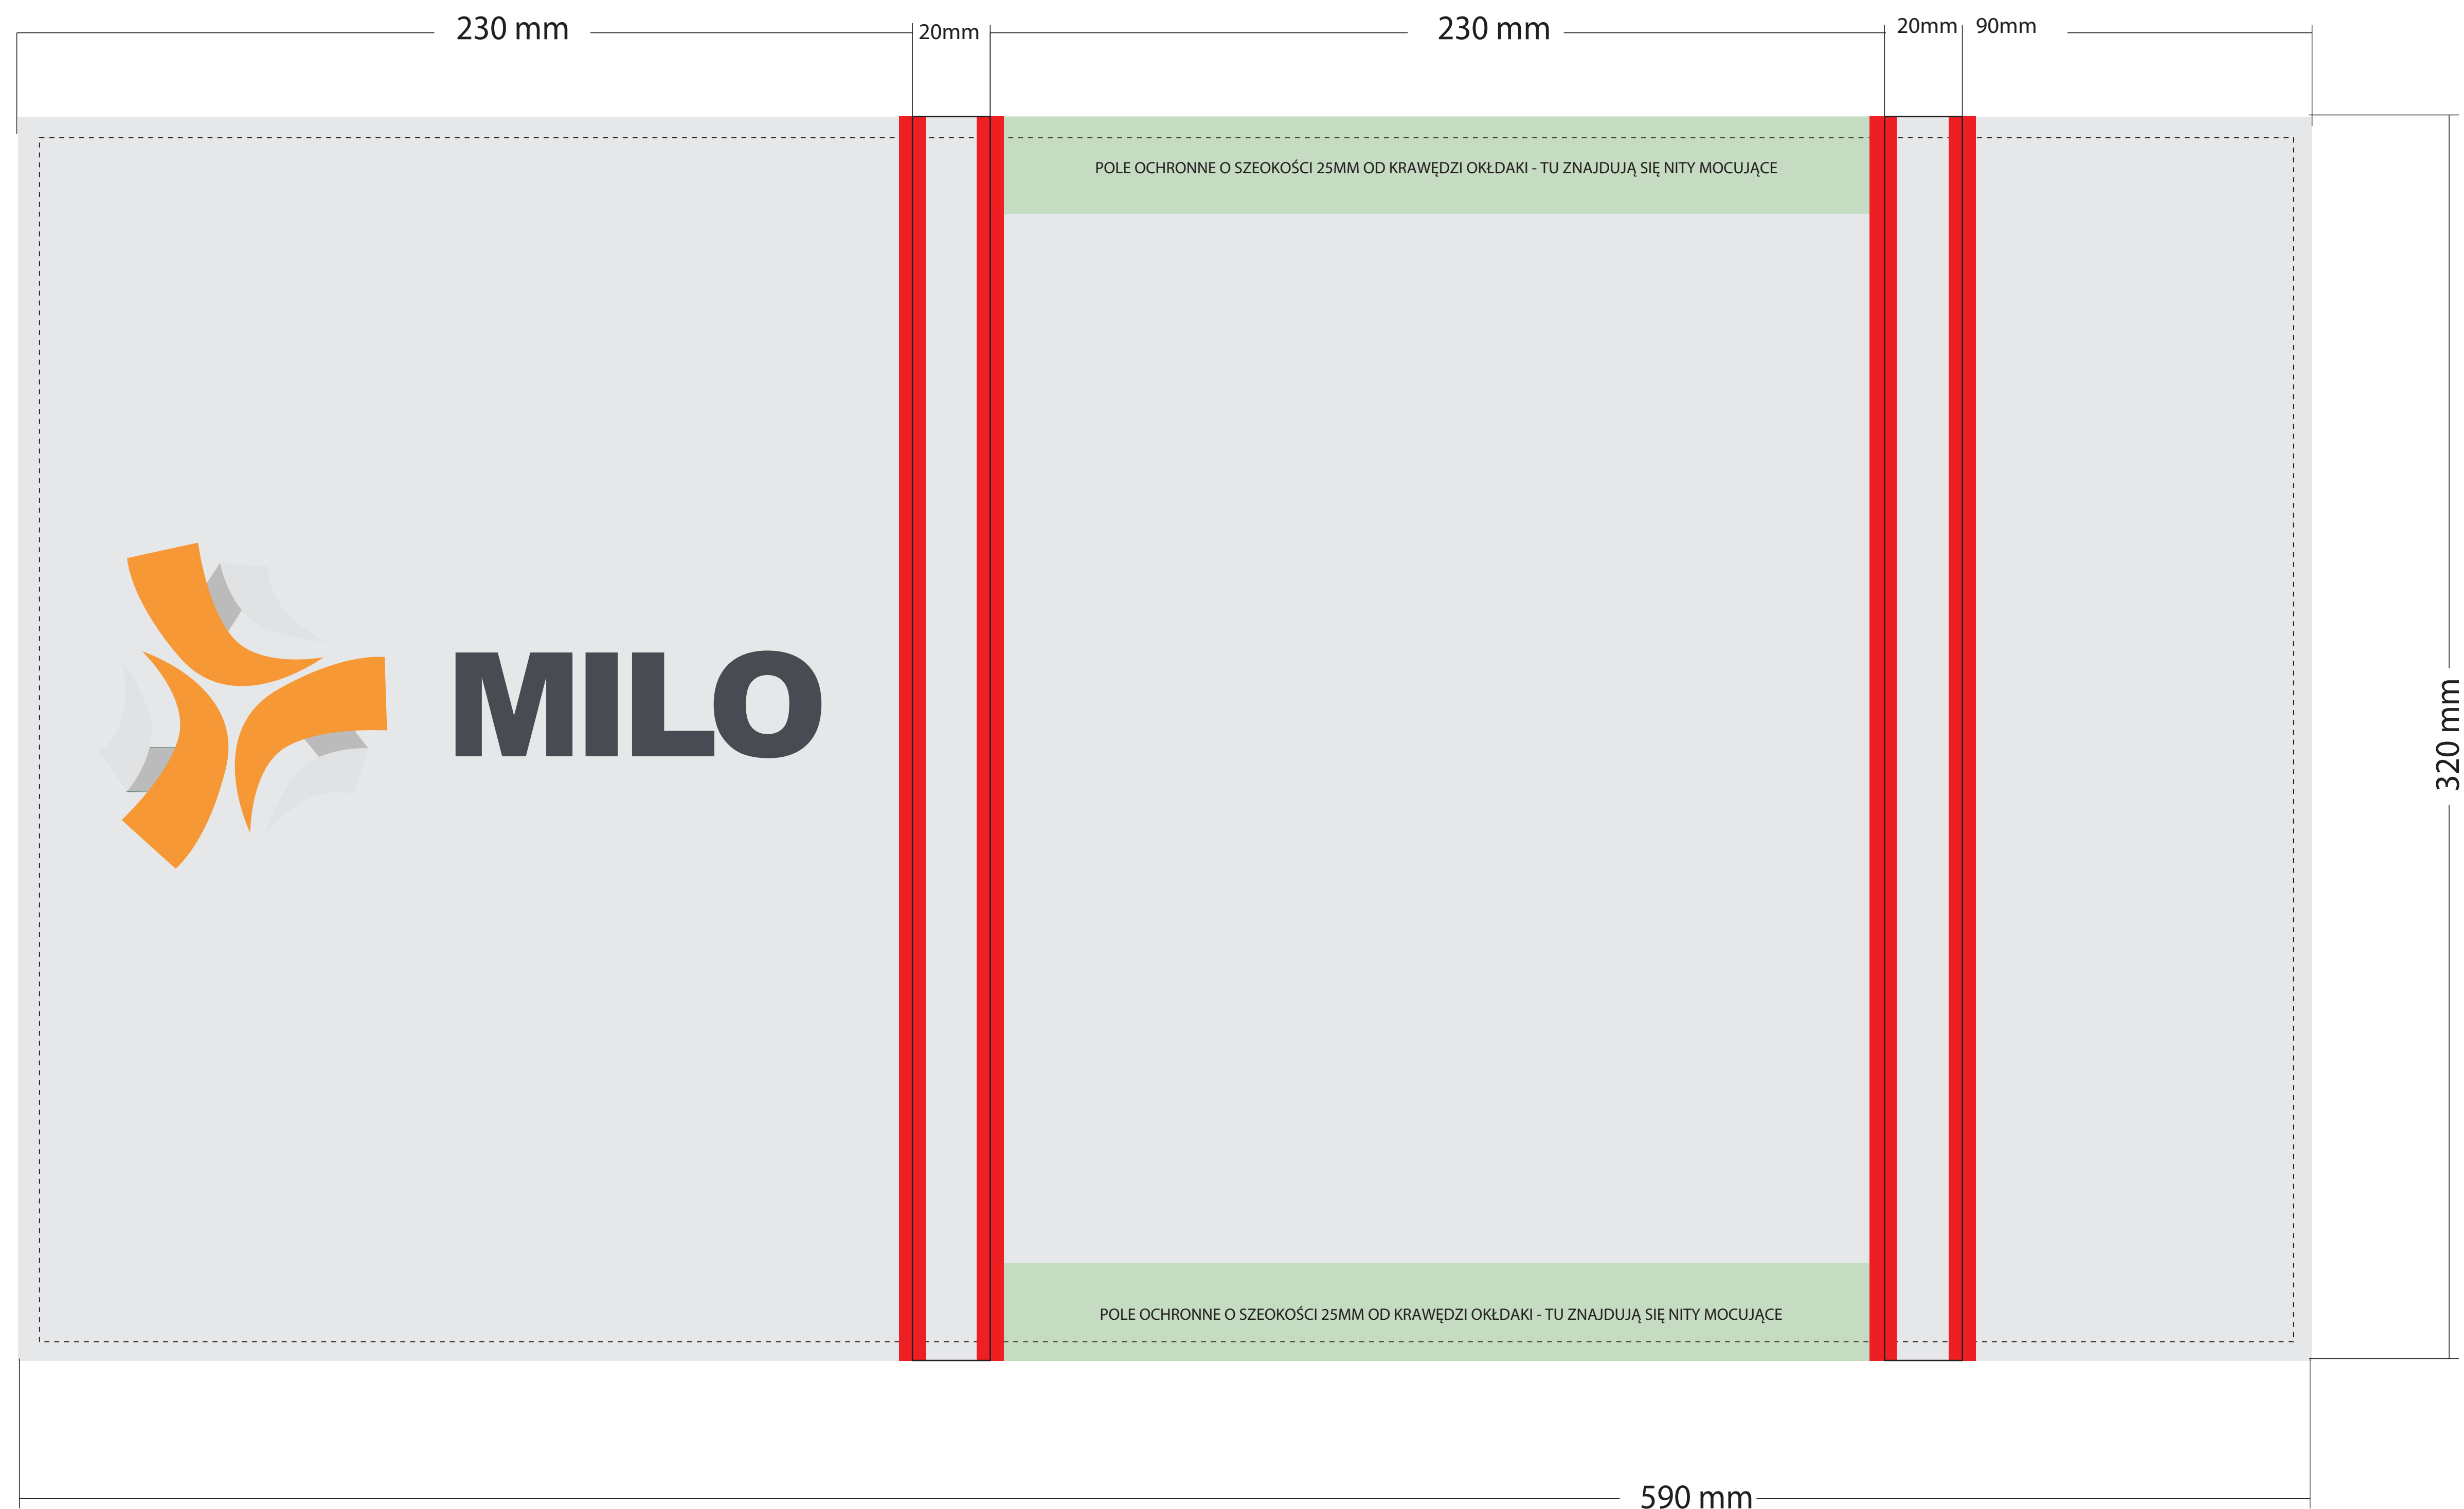 230 mm
20mm
230 mm
20mm
90mm
POLE OCHRONNE O SZEOKOŚCI 25MM OD KRAWĘDZI OKŁDAKI - TU ZNAJDUJĄ SIĘ NITY MOCUJĄCE
MILO
320 mm
POLE OCHRONNE O SZEOKOŚCI 25MM OD KRAWĘDZI OKŁDAKI - TU ZNAJDUJĄ SIĘ NITY MOCUJĄCE
590 mm